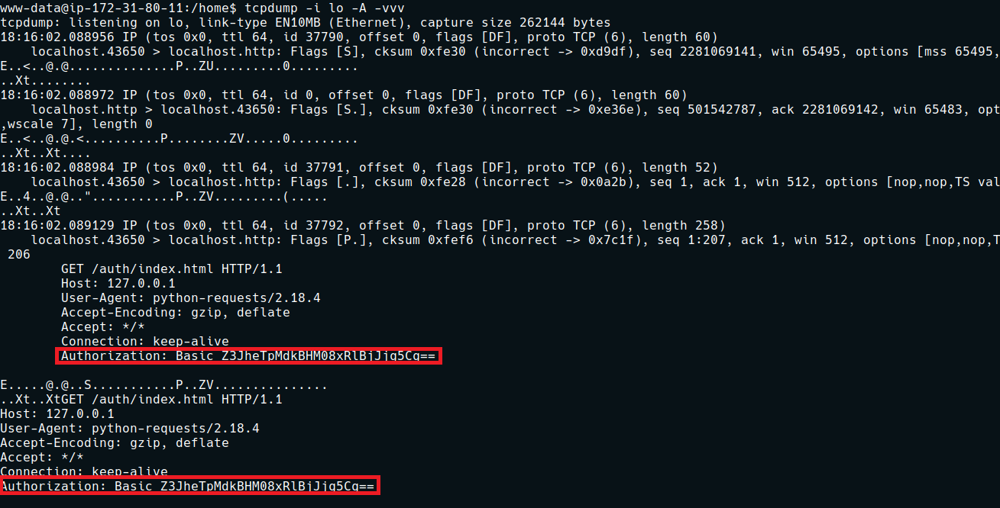 www-data@ip-172-31-80-11:/home$ tcpdump -i lo -A -vvv
tcpdump: listening on lo, link-type EN10MB (Ethernet), capture size 262144 bytes
18:16:02.088956 IP (tos 0x0, ttl 64, id 37790, offset 0, flags [DF], proto TCP (6), length 60)
    localhost.43650 > localhost.http: Flags [S], cksum 0xfe30 (incorrect -> 0xd9df), seq 2281069141, win 65495, options [mss 65495,
E..<..@.@..............P..ZU.........0.........
..Xt........
18:16:02.088972 IP (tos 0x0, ttl 64, id 0, offset 0, flags [DF], proto TCP (6), length 60)
    localhost.http > localhost.43650: Flags [S.], cksum 0xfe30 (incorrect -> 0xe36e), seq 501542787, ack 2281069142, win 65483, opt
,wscale 7], length 0
E..<..@.@.<..........P........ZV.....0.........
..Xt..Xt....
18:16:02.088984 IP (tos 0x0, ttl 64, id 37791, offset 0, flags [DF], proto TCP (6), length 52)
    localhost.43650 > localhost.http: Flags [.], cksum 0xfe28 (incorrect -> 0x0a2b), seq 1, ack 1, win 512, options [nop,nop,TS val
E..4..@.@.."...........P..ZV.........(.....
..Xt..Xt
18:16:02.089129 IP (tos 0x0, ttl 64, id 37792, offset 0, flags [DF], proto TCP (6), length 258)
    localhost.43650 > localhost.http: Flags [P.], cksum 0xfef6 (incorrect -> 0x7c1f), seq 1:207, ack 1, win 512, options [nop,nop,T
 206
        GET /auth/index.html HTTP/1.1
        Host: 127.0.0.1
        User-Agent: python-requests/2.18.4
        Accept-Encoding: gzip, deflate
        Accept: */*
        Connection: keep-alive
        Authorization: Basic Z3JheTpMdkBHM08xRlBjJjg5Cg==
E.....@.@..S...........P..ZV...............
..Xt..XtGET /auth/index.html HTTP/1.1
Host: 127.0.0.1
User-Agent: python-requests/2.18.4
Accept-Encoding: gzip, deflate
Accept: */*
Connection: keep-alive
Authorization: Basic Z3JheTpMdkBHM08xRlBjJjg5Cg==